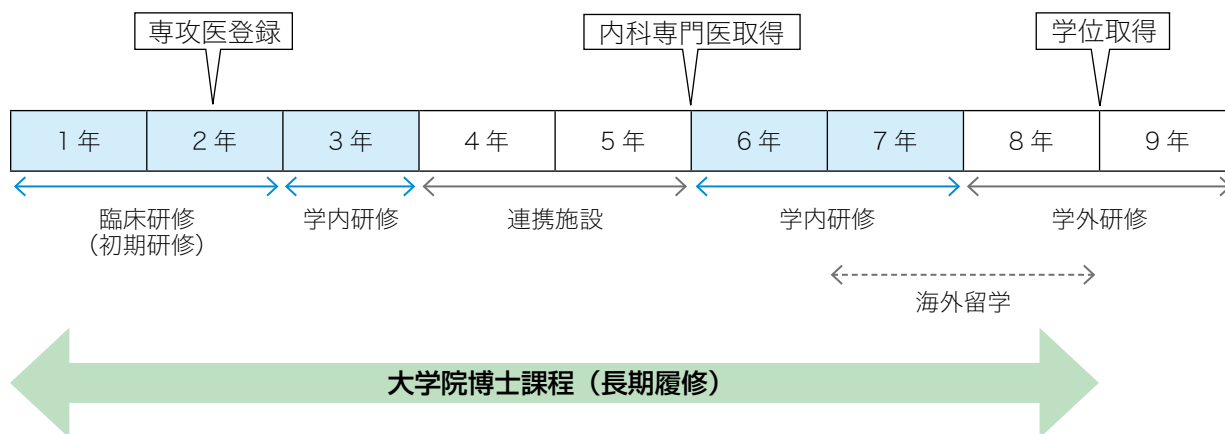 専攻医登録
内科専門医取得
学位取得
1年
2年
3年
4年
5年
6年
7年
8年
9年
臨床研修
（初期研修）
学内研修
連携施設
学内研修
学外研修
海外留学
大学院博士課程（長期履修）